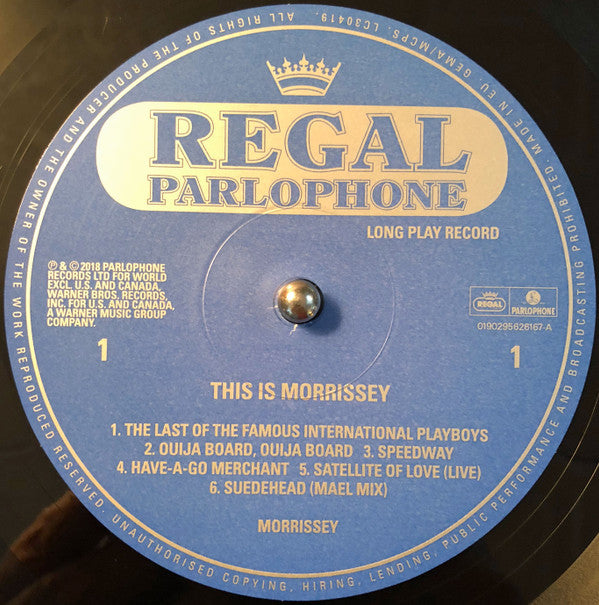 REGAL
PARLOPHONE
LONG PLAY RECORD
℗ & © 2018 PARLOPHONE
RECORDS LTD FOR WORLD
EXCL. U.S. AND CANADA.
WARNER BROS. RECORDS,
INC. FOR U.S. AND CANADA,
A WARNER MUSIC GROUP
COMPANY.
REGAL
PARLOPHONE
0190295626167-A
1
1
THIS IS MORRISSEY
1. THE LAST OF THE FAMOUS INTERNATIONAL PLAYBOYS
2. OUIJA BOARD, OUIJA BOARD 3. SPEEDWAY
4. HAVE-A-GO MERCHANT 5. SATELLITE OF LOVE (LIVE)
6. SUEDEHEAD (MAEL MIX)
MORRISSEY
ALL RIGHTS OF THE PRODUCER AND THE OWNER OF THE WORK REPRODUCED RESERVED. UNAUTHORISED COPYING, HIRING, LENDING, PUBLIC PERFORMANCE AND BROADCASTING PROHIBITED. MADE IN EU. GEMA/MCPS. LC30419.